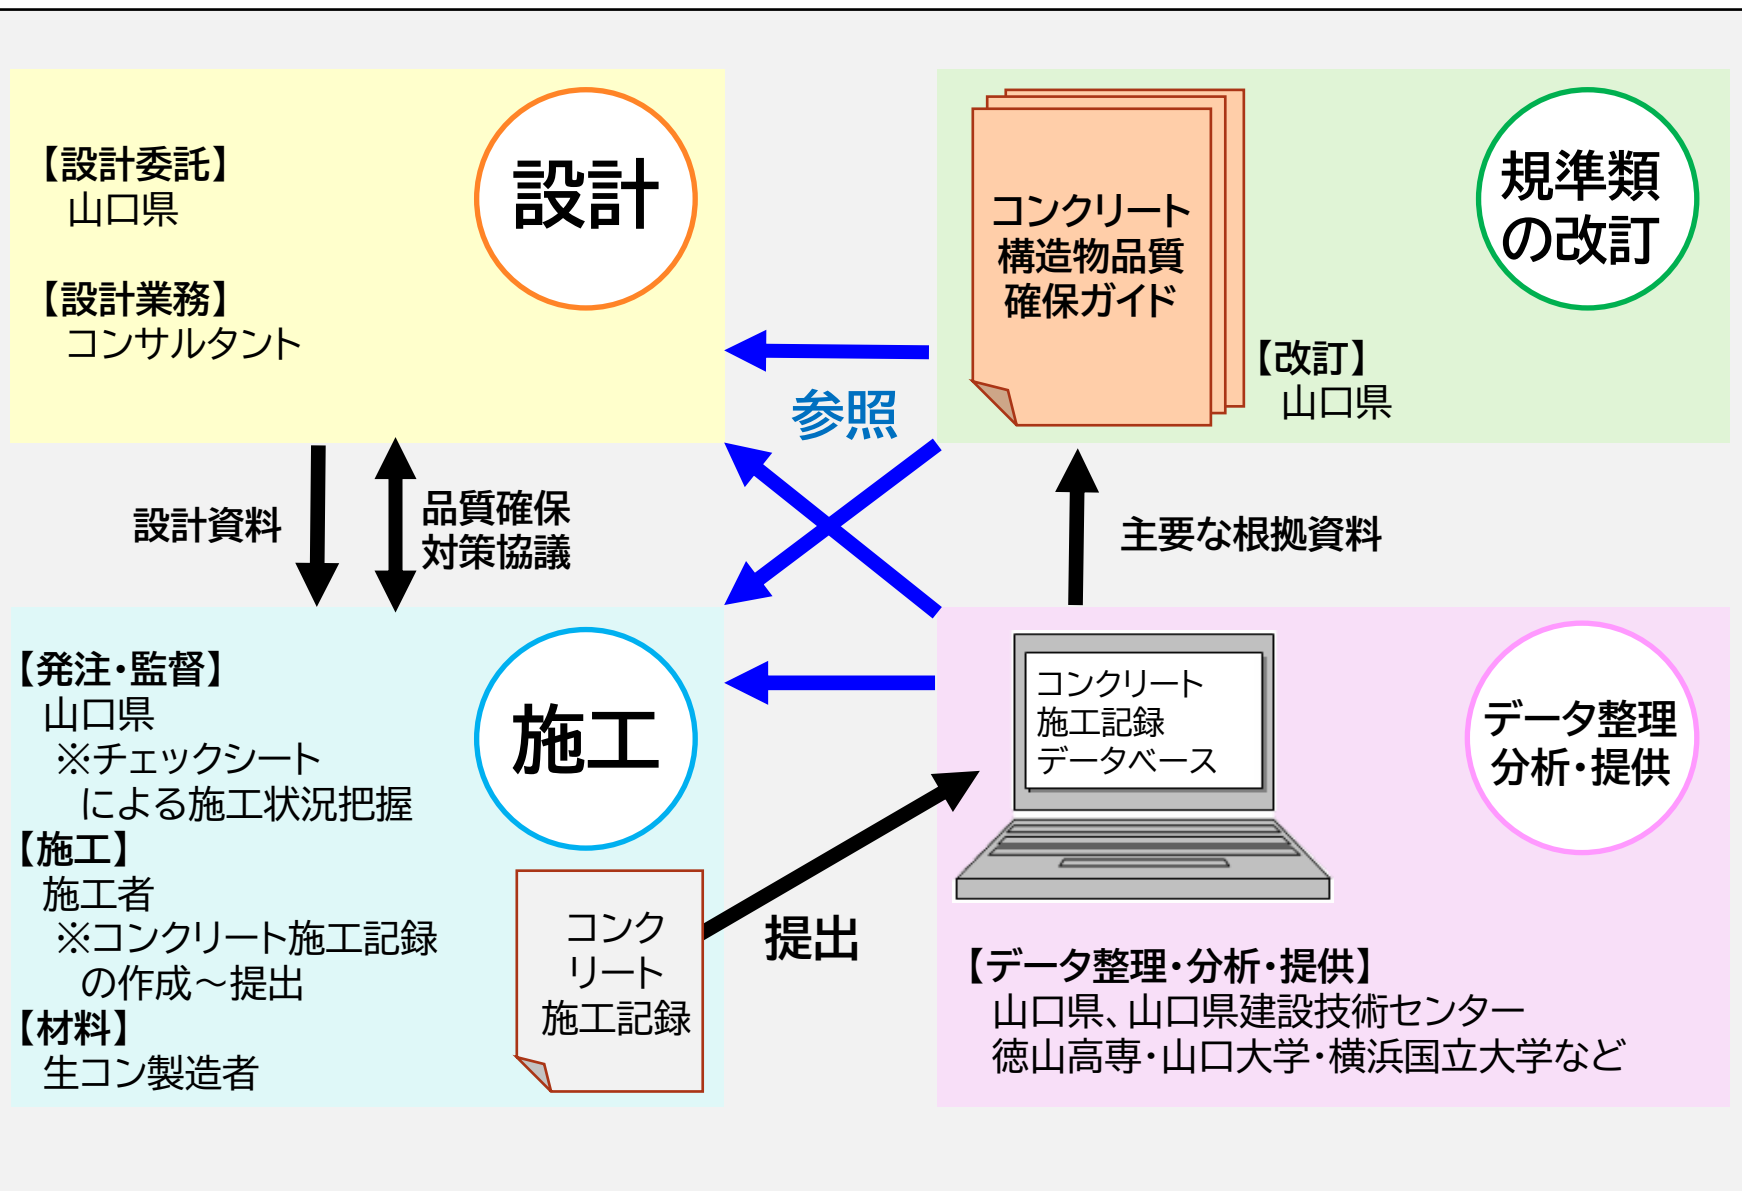 【設計委託】
山口県
【設計業務】
コンサルタント
設計
コンクリート
構造物品質
確保ガイド
規準類
の改訂
【改訂】
山口県
参照
設計資料
品質確保
対策協議
主要な根拠資料
【発注・監督】
山口県
※チェックシート
による施工状況把握
【施工】
施工者
※コンクリート施工記録
の作成～提出
【材料】
生コン製造者
施工
コンク
リート
施工記録
提出
コンクリート
施工記録
データベース
データ整理
分析・提供
【データ整理・分析・提供】
山口県、山口県建設技術センター
徳山高専・山口大学・横浜国立大学など